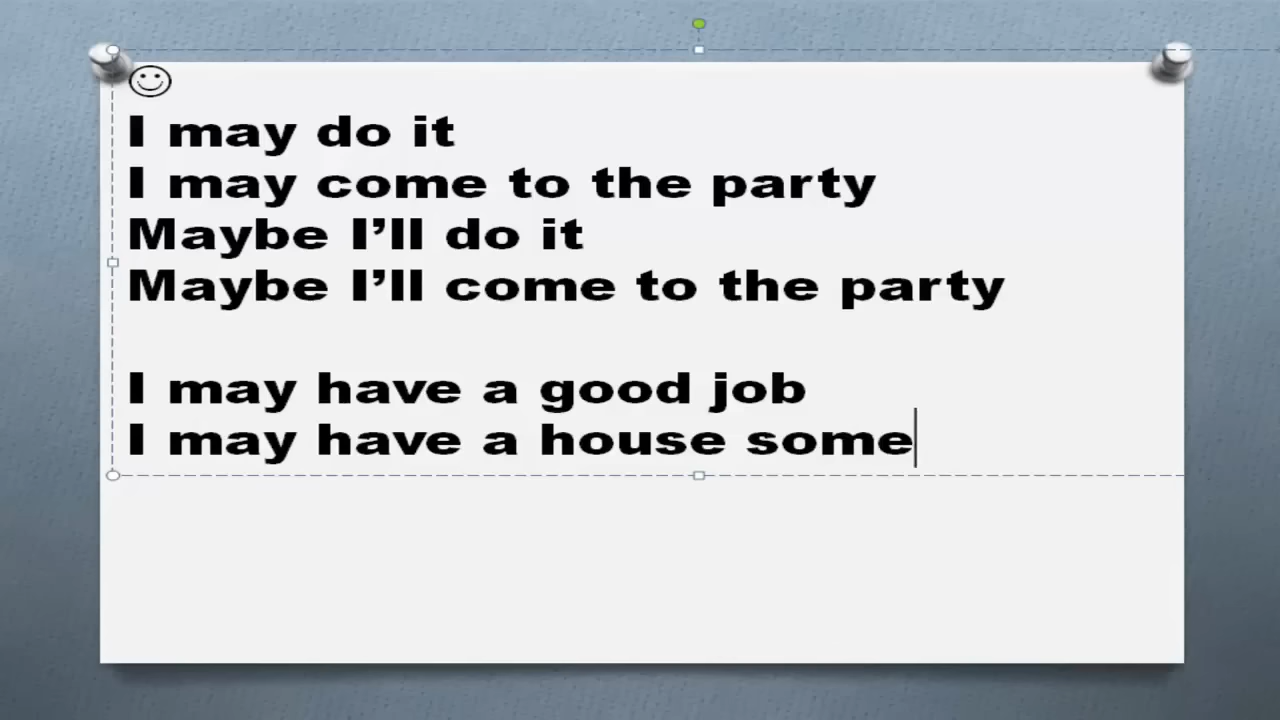 I may do it
I may come to the party
Maybe I’ll do it
Maybe I’ll come to the party
I may have a good job
I may have a house some